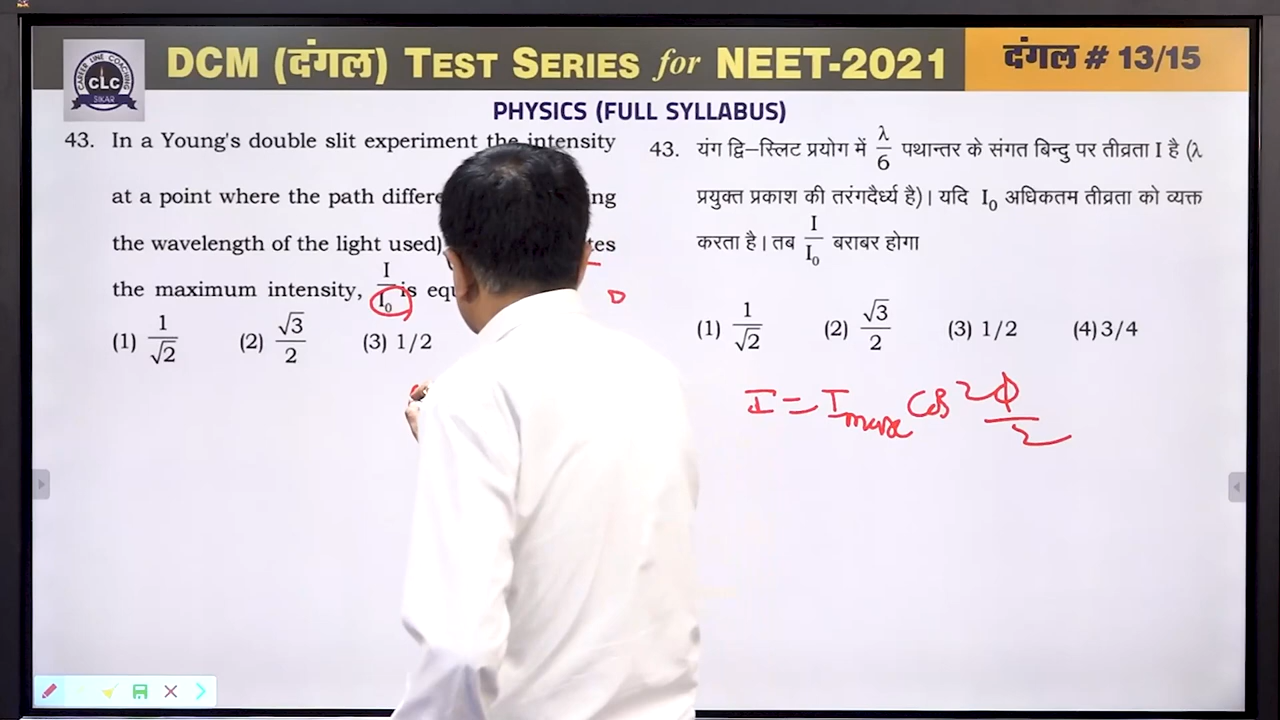 DCM (दंगल) TEST SERIES for NEET-2021
दंगल # 13/15
CLC
SIKAR
PHYSICS (FULL SYLLABUS)
43. In a Young's double slit experiment the intensity
at a point where the path differe
the wavelength of the light used)
the maximum intensity, I/I₀ is equ
(1) 1/√2 (2) √3/2 (3) 1/2
43. यंग द्वि–स्लिट प्रयोग में λ/6 पथान्तर के संगत बिन्दु पर तीव्रता I है (λ
प्रयुक्त प्रकाश की तरंगदैर्ध्य है)। यदि I₀ अधिकतम तीव्रता को व्यक्त
करता है। तब I/I₀ बराबर होगा
(1) 1/√2 (2) √3/2 (3) 1/2 (4) 3/4
I = I max cos² φ/2